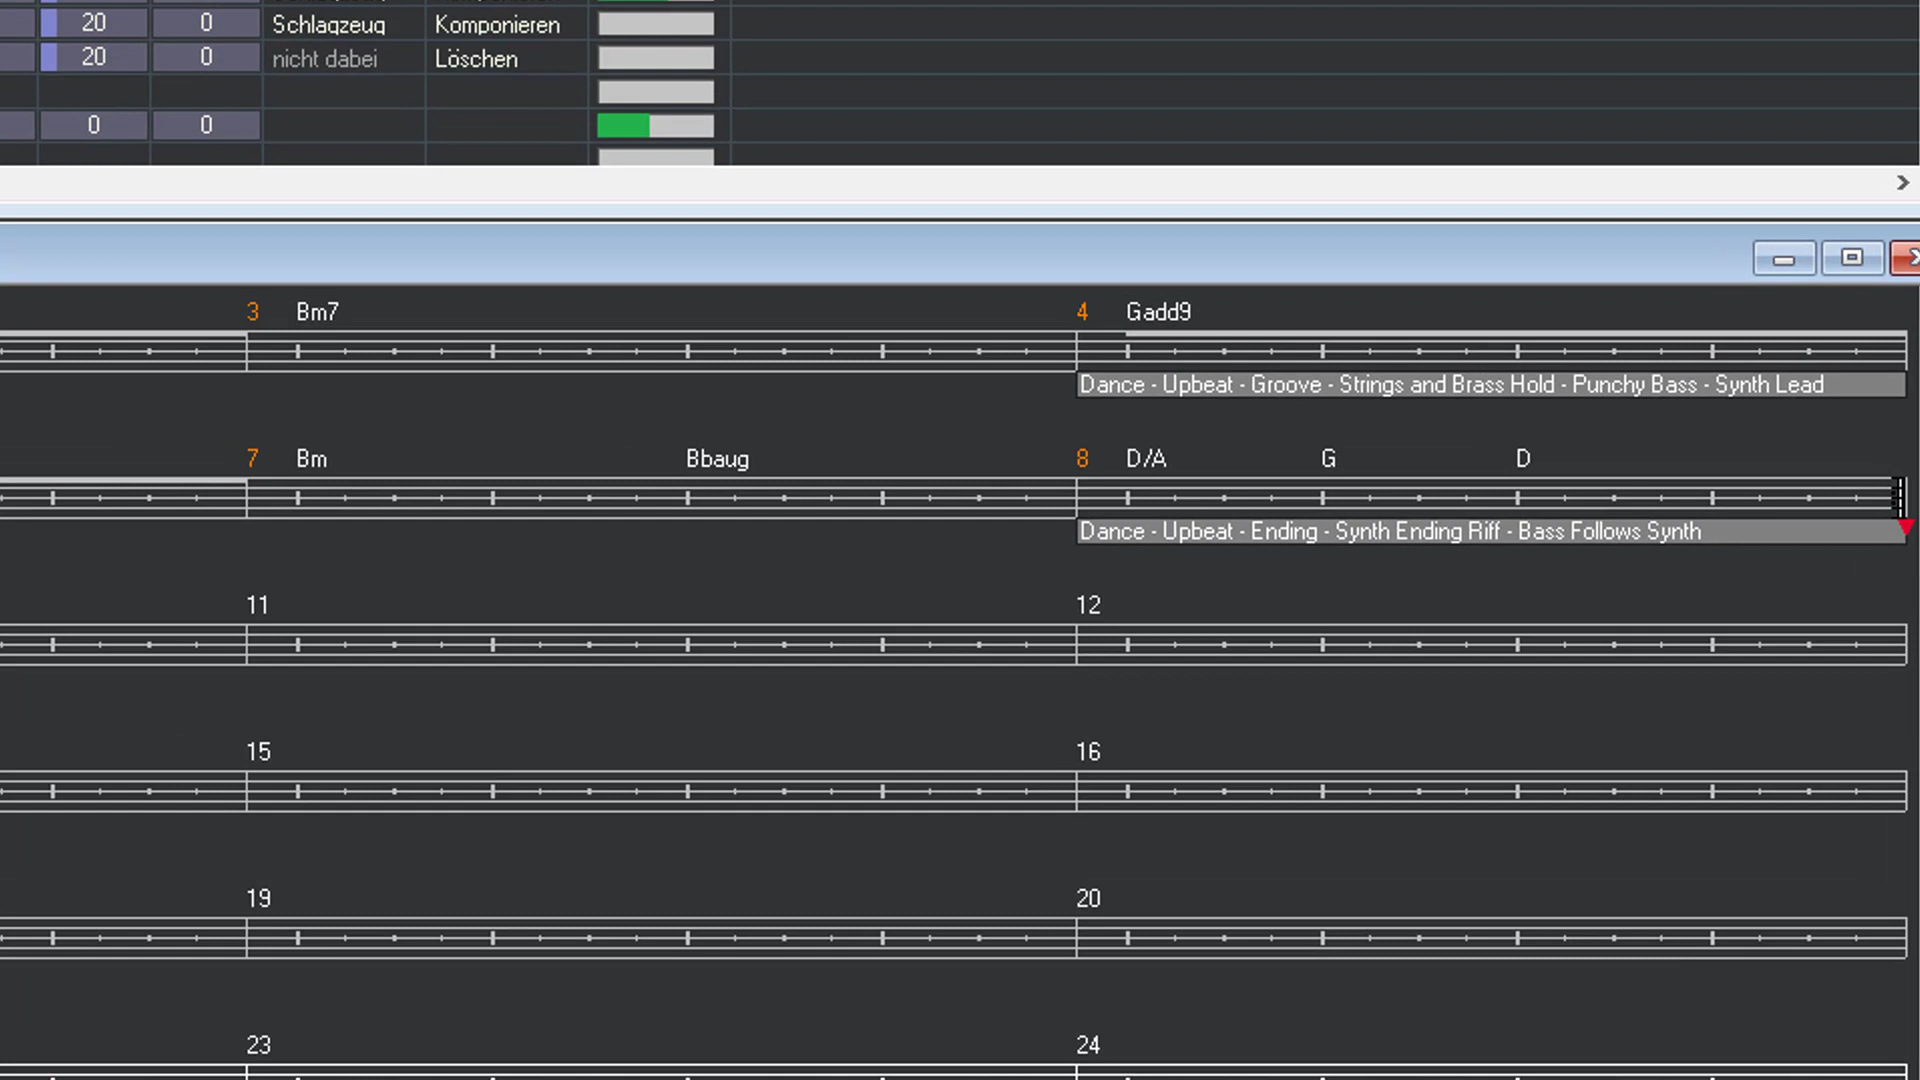 20 0 Schlagzeug Komponieren
20 0 nicht dabei Löschen
0 0
3 Bm7 4 Gadd9
Dance - Upbeat - Groove - Strings and Brass Hold - Punchy Bass - Synth Lead
7 Bm Bbaug 8 D/A G D
Dance - Upbeat - Ending - Synth Ending Riff - Bass Follows Synth
11 12
15 16
19 20
23 24